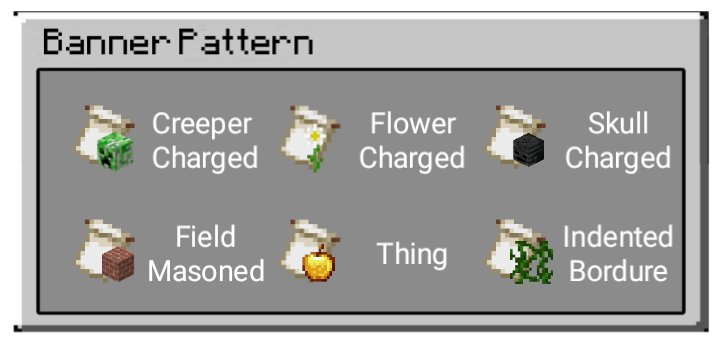 Banner Pattern
Creeper
Charged
Flower
Charged
Skull
Charged
Field
Masoned
Thing
Indented
Bordure